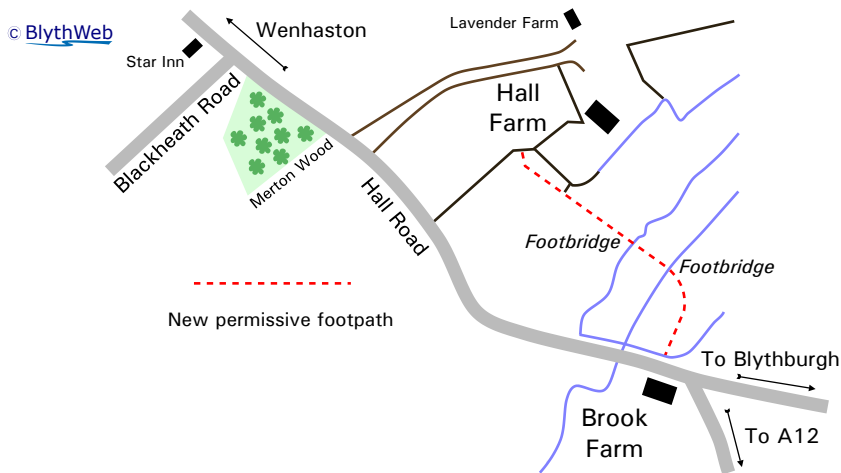 © BlythWeb
Wenhaston
Lavender Farm
Star Inn
Blackheath Road
Merton Wood
Hall
Farm
Hall Road
Footbridge
Footbridge
New permissive footpath
To Blythburgh
Brook
Farm
To A12